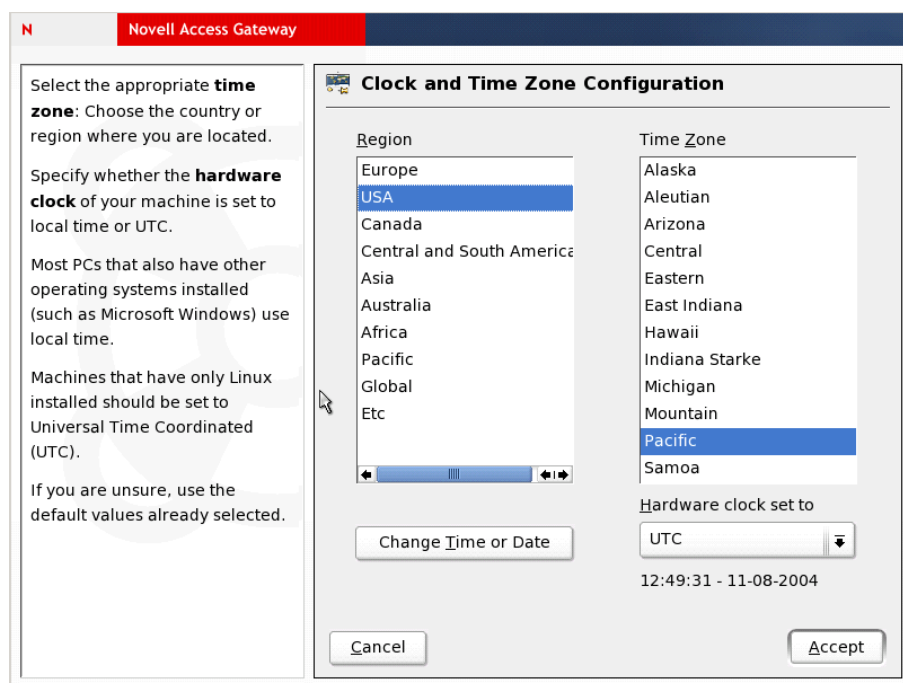 N
Novell Access Gateway
Select the appropriate time
zone: Choose the country or
region where you are located.
Specify whether the hardware
clock of your machine is set to
local time or UTC.
Most PCs that also have other
operating systems installed
(such as Microsoft Windows) use
local time.
Machines that have only Linux
installed should be set to
Universal Time Coordinated
(UTC).
If you are unsure, use the
default values already selected.
Clock and Time Zone Configuration
Region
Europe
USA
Canada
Central and South America
Asia
Australia
Africa
Pacific
Global
Etc
Change Time or Date
Time Zone
Alaska
Aleutian
Arizona
Central
Eastern
East Indiana
Hawaii
Indiana Starke
Michigan
Mountain
Pacific
Samoa
Hardware clock set to
UTC
12:49:31 - 11-08-2004
Cancel
Accept